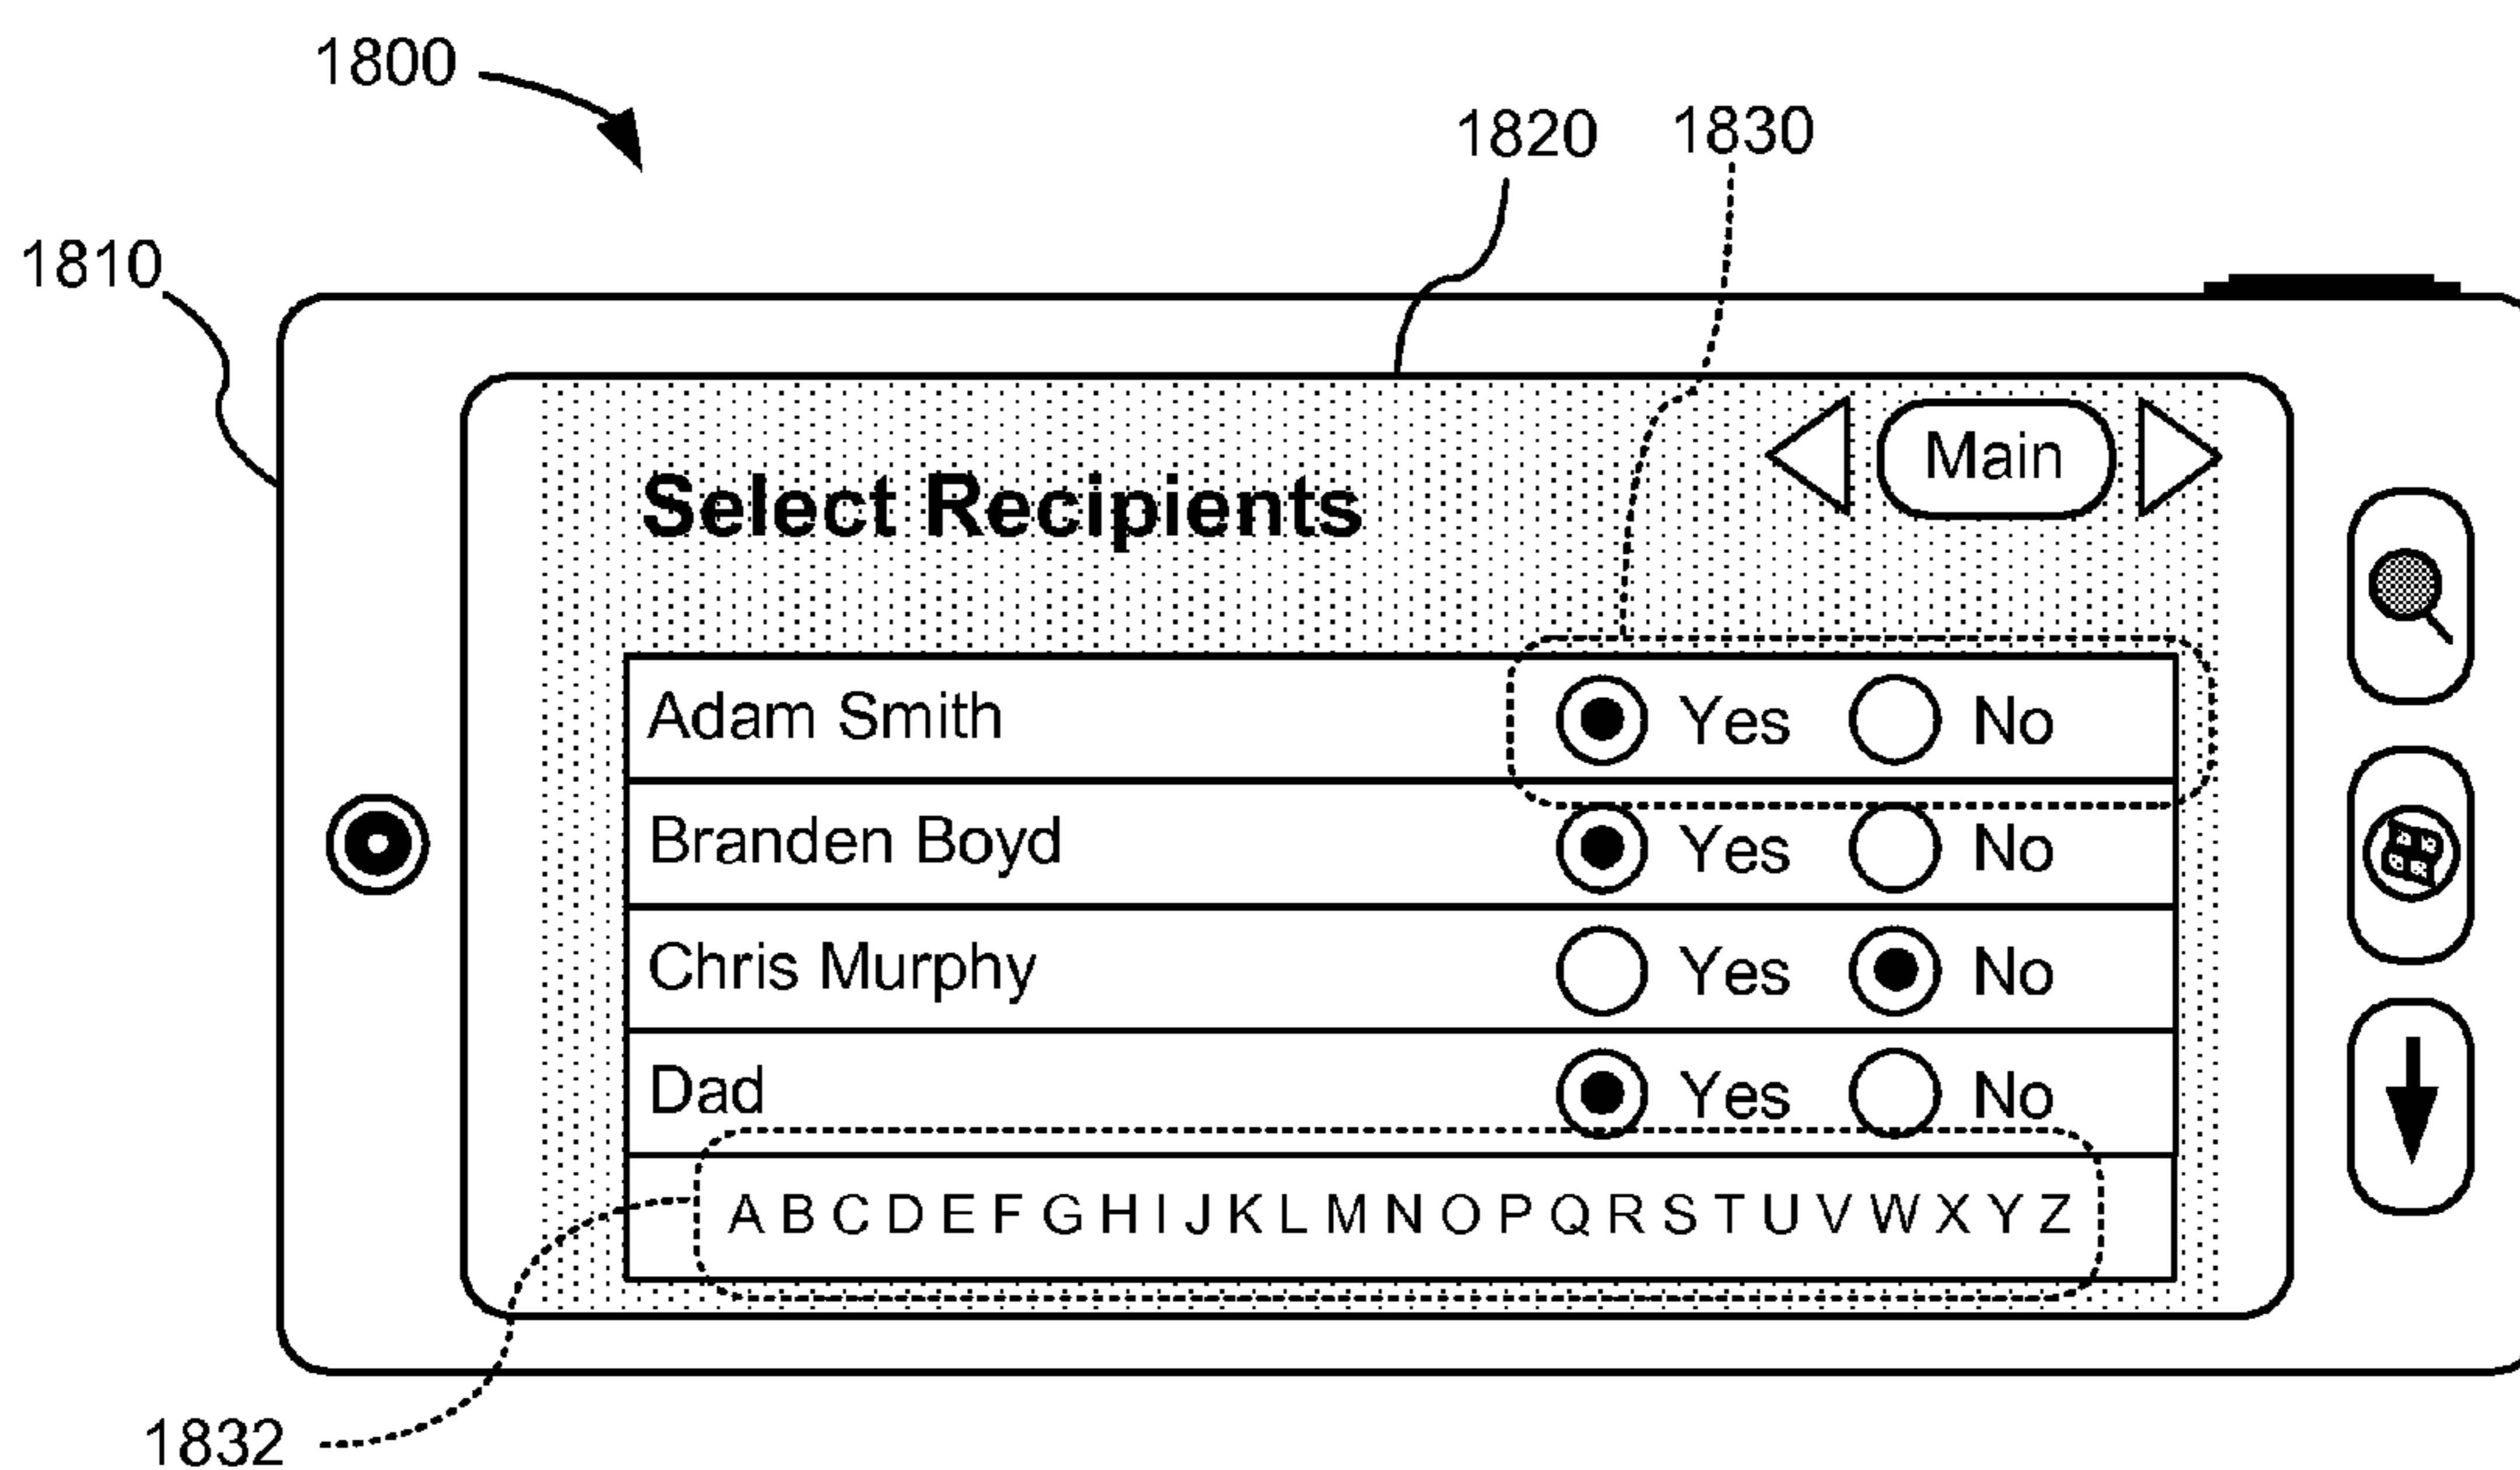 1800
1820 1830
1810
Main
Select Recipients
Adam Smith Yes No
Branden Boyd Yes No
Chris Murphy Yes No
Dad Yes No
A B C D E F G H I J K L M N O P Q R S T U V W X Y Z
1832